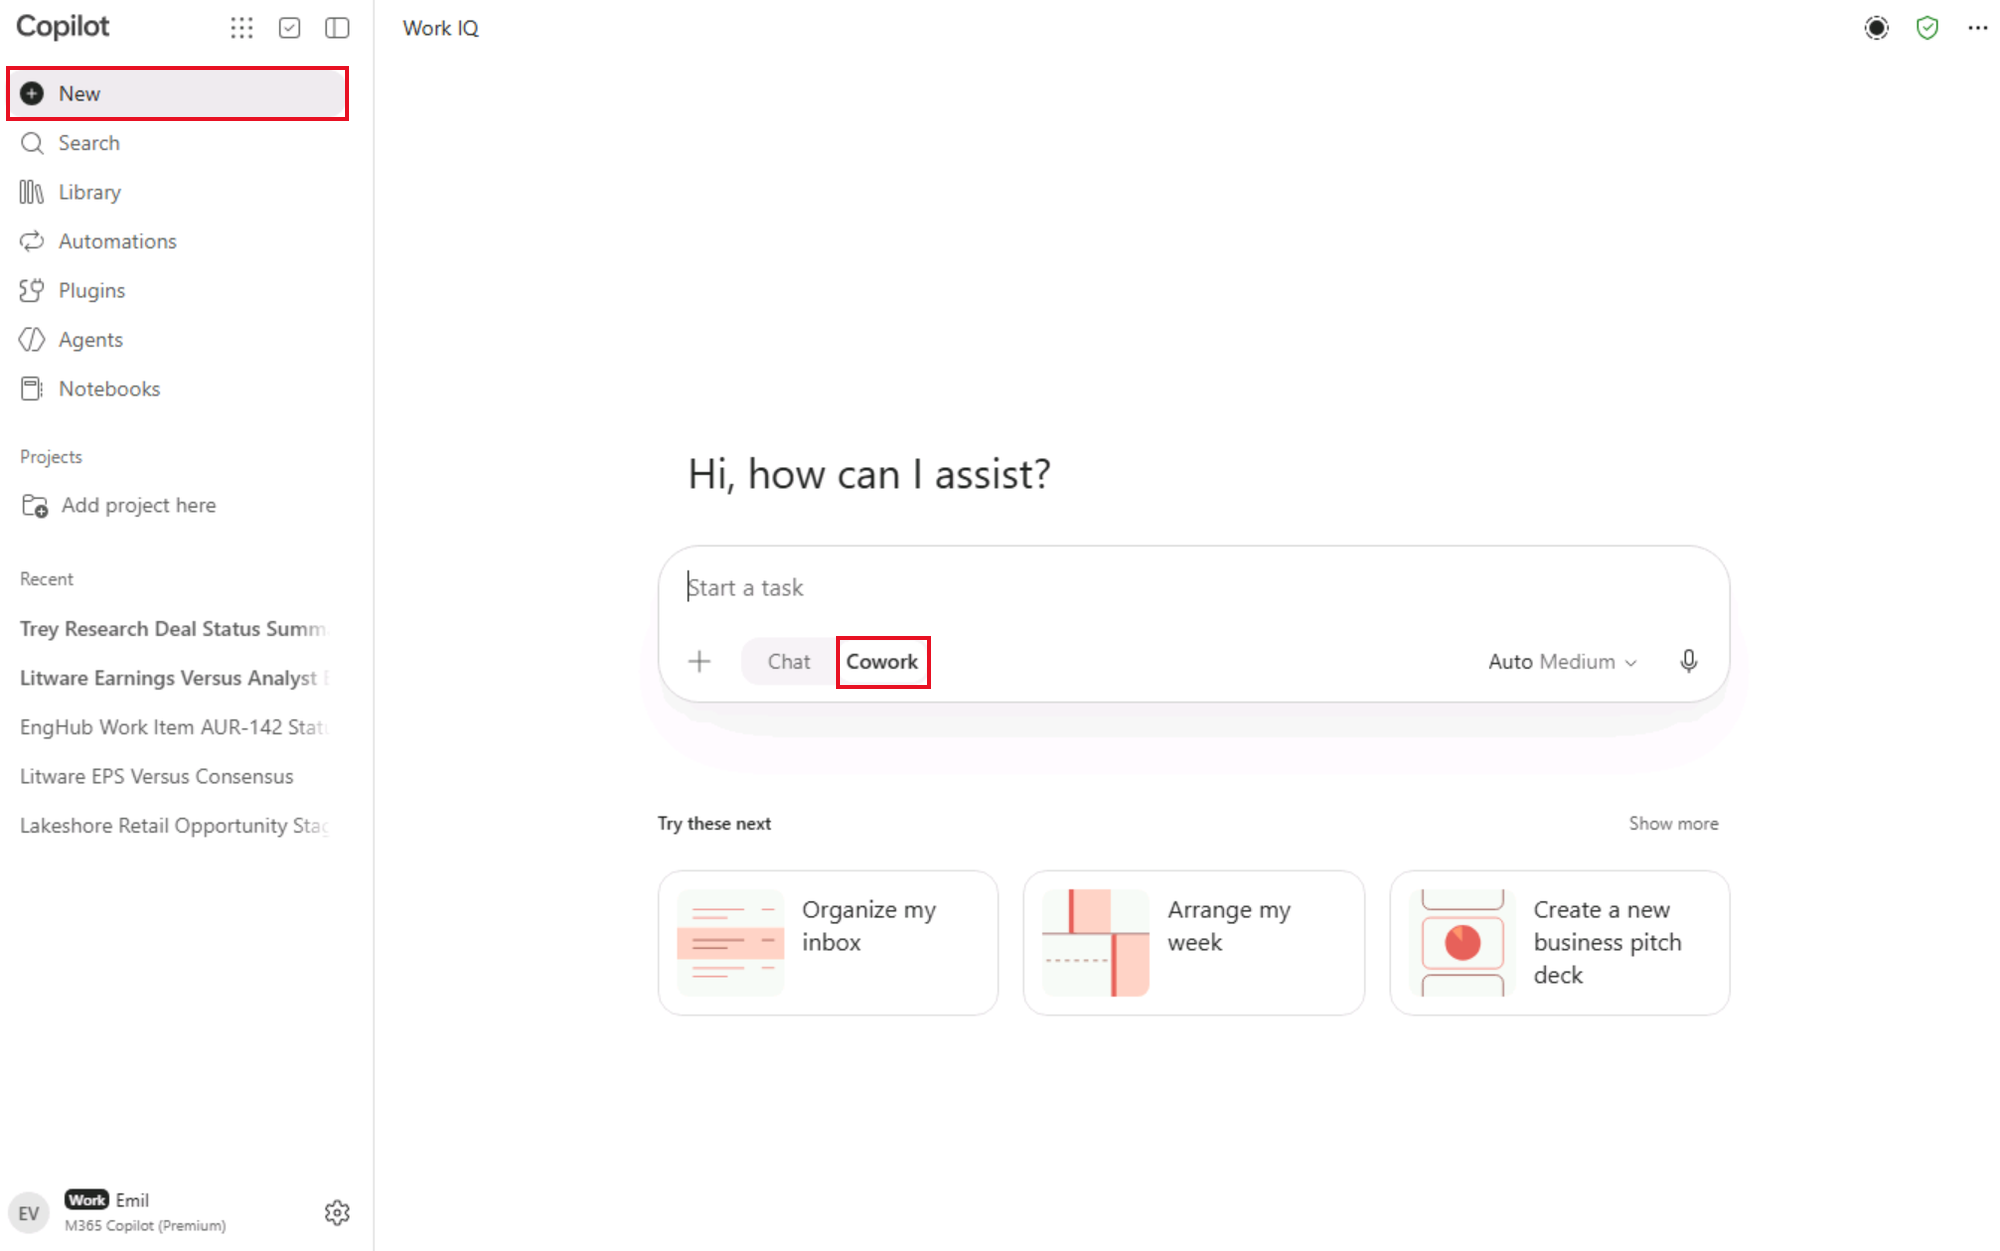 Copilot
New
Search
Library
Automations
Plugins
Agents
Notebooks
Projects
Add project here
Recent
Trey Research Deal Status Summ
Litware Earnings Versus Analyst
EngHub Work Item AUR-142 Stat
Litware EPS Versus Consensus
Lakeshore Retail Opportunity Stag
EV
Work Emil
M365 Copilot (Premium)
Work IQ
Hi, how can I assist?
Start a task
Chat Cowork Auto Medium
Try these next Show more
Organize my
inbox
Arrange my
week
Create a new
business pitch
deck